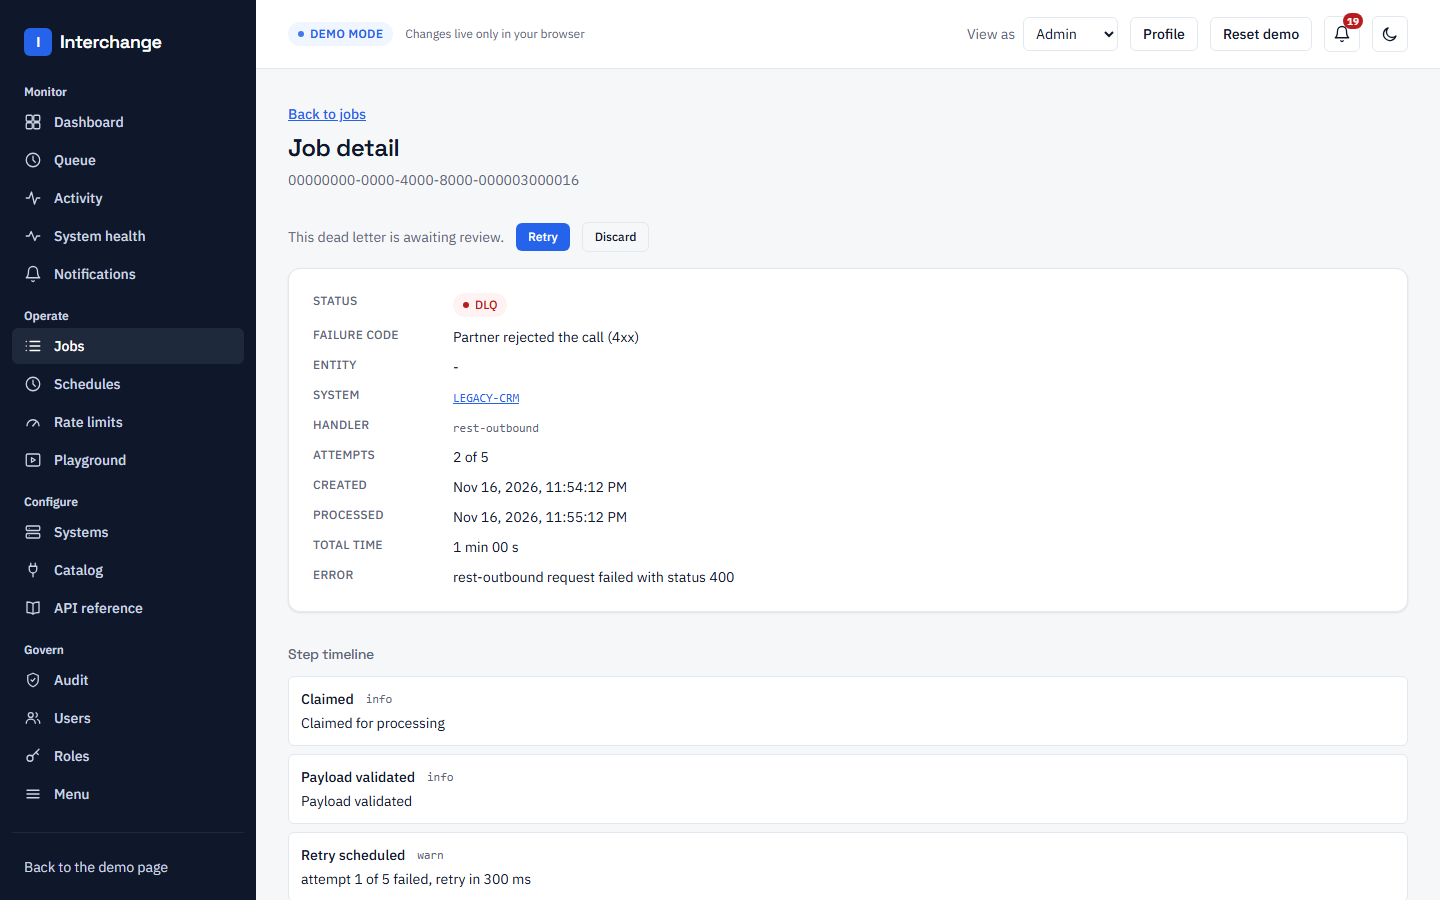 I Interchange
Monitor
Dashboard
Queue
Activity
System health
Notifications
Operate
Jobs
Schedules
Rate limits
Playground
Configure
Systems
Catalog
API reference
Govern
Audit
Users
Roles
Menu
Back to the demo page
DEMO MODE Changes live only in your browser
View as Admin Profile Reset demo 19
Back to jobs
Job detail
00000000-0000-4000-8000-000003000016
This dead letter is awaiting review. Retry Discard
STATUS DLQ
FAILURE CODE Partner rejected the call (4xx)
ENTITY -
SYSTEM LEGACY-CRM
HANDLER rest-outbound
ATTEMPTS 2 of 5
CREATED Nov 16, 2026, 11:54:12 PM
PROCESSED Nov 16, 2026, 11:55:12 PM
TOTAL TIME 1 min 00 s
ERROR rest-outbound request failed with status 400
Step timeline
Claimed info
Claimed for processing
Payload validated info
Payload validated
Retry scheduled warn
attempt 1 of 5 failed, retry in 300 ms